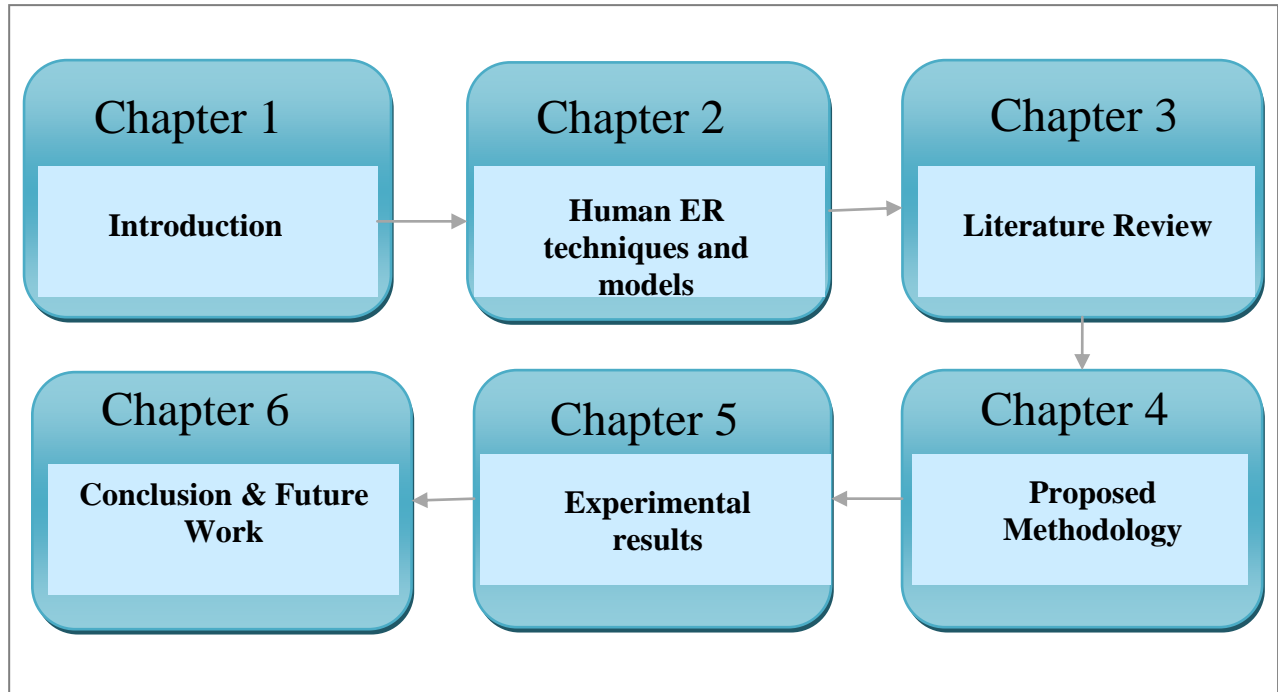 Chapter 1
Introduction
Chapter 2
Human ER
techniques and
models
Chapter 3
Literature Review
Chapter 4
Proposed
Methodology
Chapter 5
Experimental
results
Chapter 6
Conclusion & Future
Work